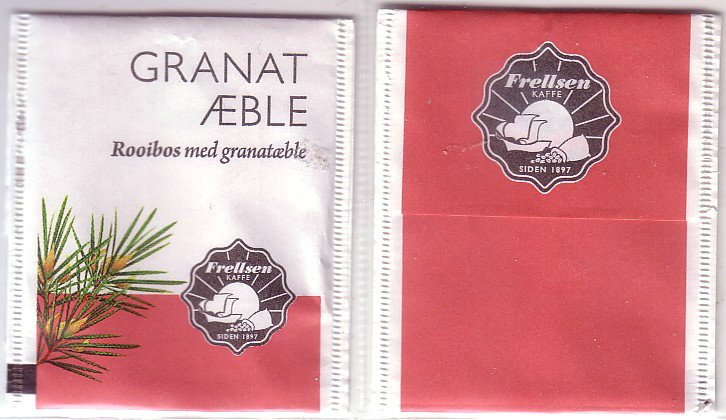 GRANAT
ÆBLE
Rooibos med granatæble
Frellsen
KAFFE
SIDEN 1897
Frellsen
KAFFE
SIDEN 1897